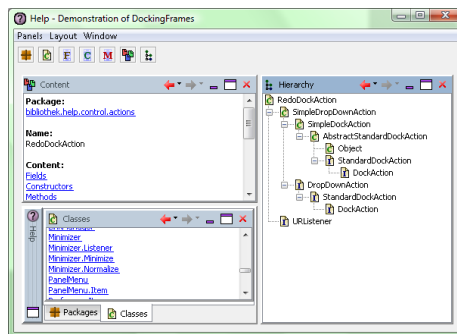 Help - Demonstration of DockingFrames
Panels Layout Window
F C M
Content
Package:
bibliothek.help.control.actions
Name:
RedoDockAction
Content:
Fields
Constructors
Methods
Help
Classes
Minimizer
Minimizer.Listener
Minimizer.Minimize
Minimizer.Normalize
PanelMenu
PanelMenu.Item
Packages
Classes
Hierarchy
RedoDockAction
SimpleDropDownAction
SimpleDockAction
AbstractStandardDockAction
Object
StandardDockAction
DockAction
DropDownAction
StandardDockAction
DockAction
URLListener